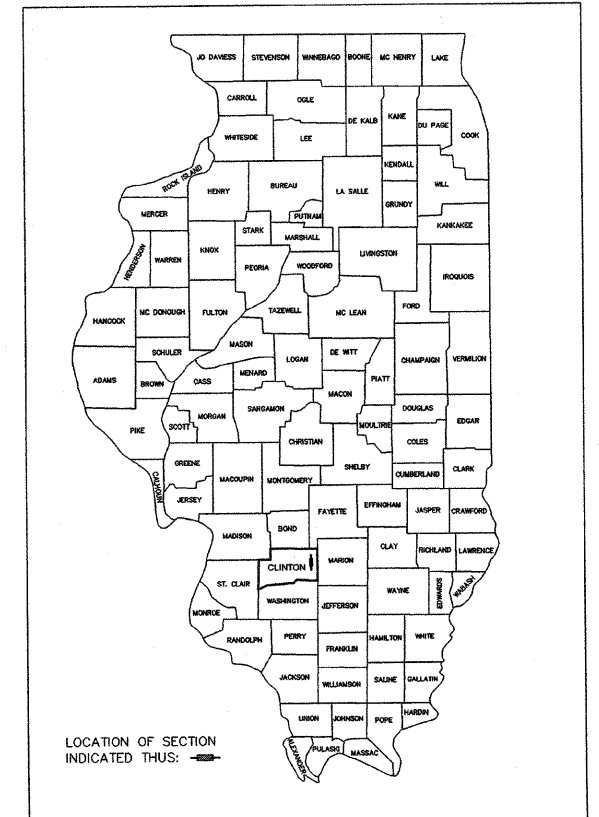 JO DAVIESS STEVENSON WINNEBAGO BOONE MC HENRY LAKE
CARROLL OGLE DE KALB KANE DU PAGE COOK
WHITESIDE LEE
ROCK ISLAND HENRY BUREAU LA SALLE KENDALL WILL
MERCER PUTNAM GRUNDY
STARK MARSHALL KANKAKEE
HENDERSON WARREN KNOX PEORIA WOODFORD LIVINGSTON IROQUOIS
HANCOCK MC DONOUGH FULTON TAZEWELL MC LEAN FORD
SCHULER MASON LOGAN DE WITT CHAMPAIGN VERMILION
ADAMS BROWN CASS MENARD MACON PIATT
PIKE SCOTT MORGAN SANGAMON CHRISTIAN MOULTRIE DOUGLAS EDGAR
COLES
CALHOUN GREENE MACOUPIN MONTGOMERY SHELBY CUMBERLAND CLARK
JERSEY FAYETTE EFFINGHAM JASPER CRAWFORD
MADISON BOND
CLINTON MARION CLAY RICHLAND LAWRENCE
ST. CLAIR WAYNE EDWARDS WABASH
MONROE WASHINGTON JEFFERSON
RANDOLPH PERRY FRANKLIN HAMILTON WHITE
JACKSON WILLIAMSON SALINE GALLATIN
UNION JOHNSON POPE HARDIN
ALEXANDER PULASKI MASSAC
LOCATION OF SECTION
INDICATED THUS: